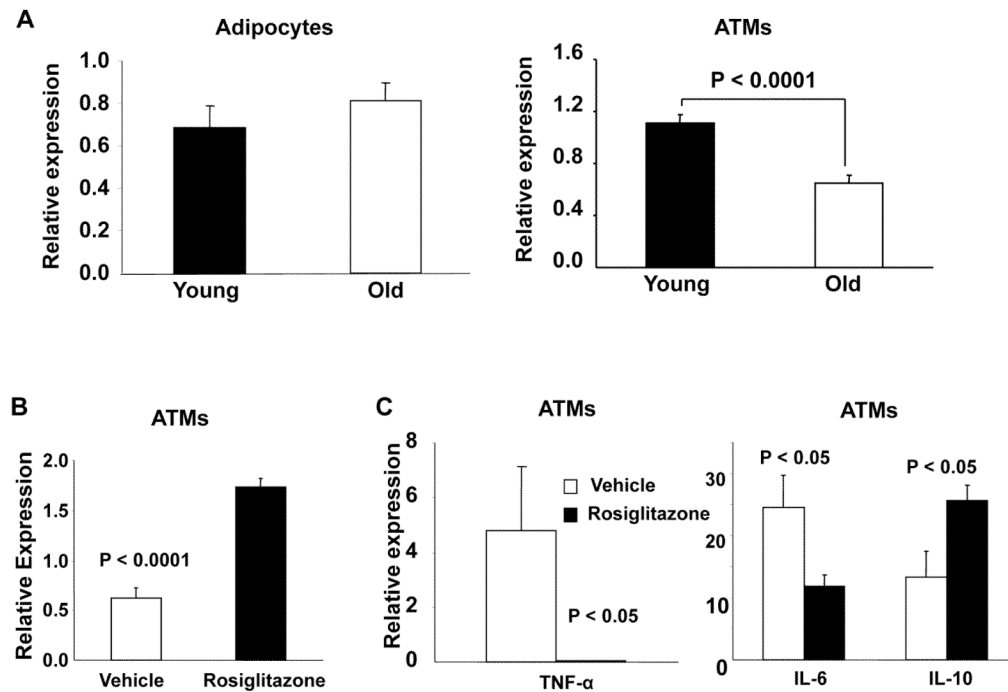 A
Adipocytes
Relative expression
1.0
0.8
0.6
0.4
0.2
0.0
Young Old
ATMs
Relative expression
1.6
1.2
1.2
0.8
0.4
0.0
P < 0.0001
Young Old
B
ATMs
Relative Expression
2.0
1.5
1.0
0.5
0.0
P < 0.0001
Vehicle Rosiglitazone
C
ATMs
Relative expression
8
6
4
2
0
Vehicle
Rosiglitazone
P < 0.05
TNF-α
ATMs
30
20
10
0
P < 0.05 P < 0.05
IL-6 IL-10